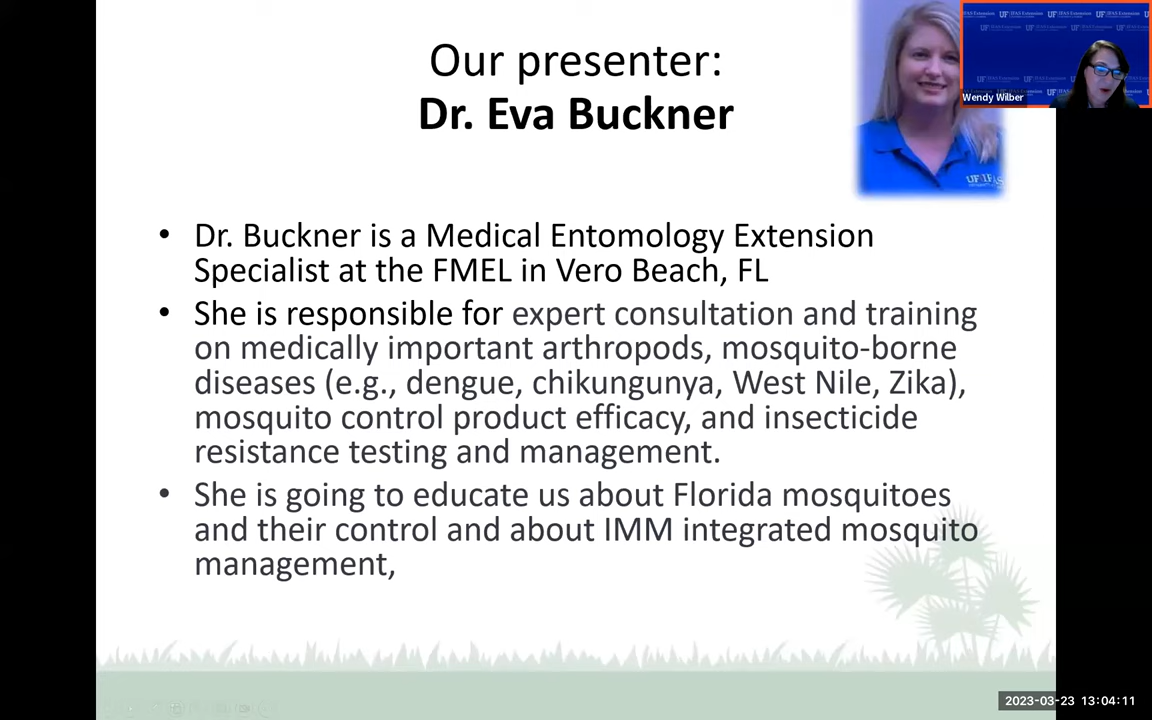 Our presenter:
Dr. Eva Buckner
UF IFAS
Wendy Wilber
• Dr. Buckner is a Medical Entomology Extension
Specialist at the FMEL in Vero Beach, FL
• She is responsible for expert consultation and training
on medically important arthropods, mosquito-borne
diseases (e.g., dengue, chikungunya, West Nile, Zika),
mosquito control product efficacy, and insecticide
resistance testing and management.
• She is going to educate us about Florida mosquitoes
and their control and about IMM integrated mosquito
management,
2023-03-23 13:04:11